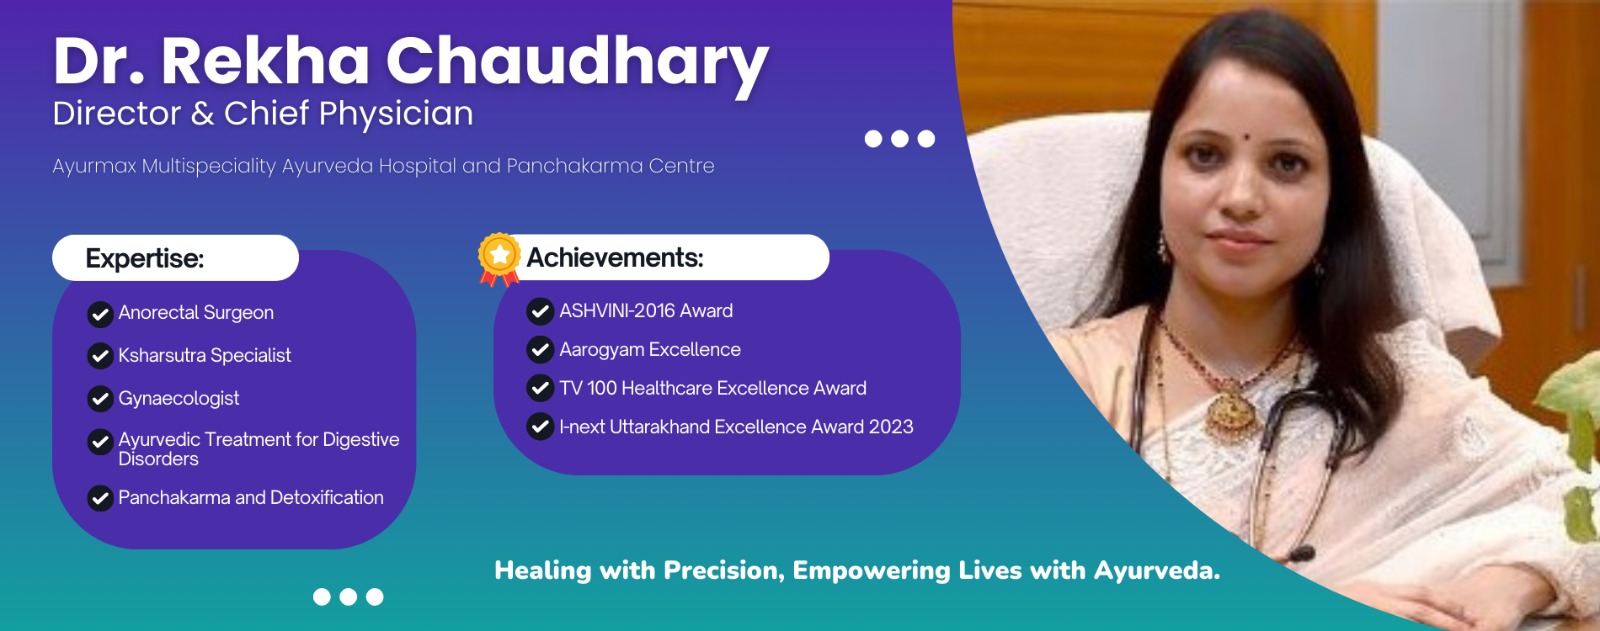 Dr. Rekha Chaudhary
Director & Chief Physician
Ayurmax Multispeciality Ayurveda Hospital and Panchakarma Centre
Expertise:
Anorectal Surgeon
Ksharsutra Specialist
Gynaecologist
Ayurvedic Treatment for Digestive
Disorders
Panchakarma and Detoxification
Achievements:
ASHVINI-2016 Award
Aarogyam Excellence
TV 100 Healthcare Excellence Award
I-next Uttarakhand Excellence Award 2023
Healing with Precision, Empowering Lives with Ayurveda.